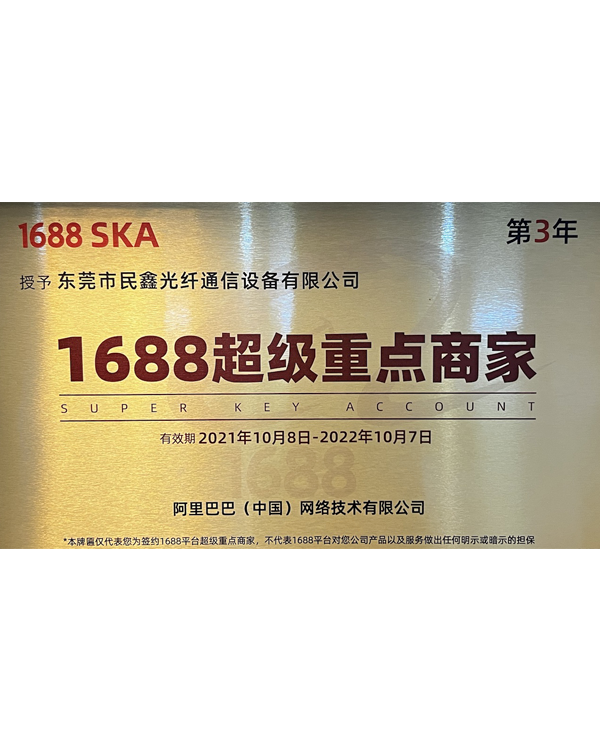 1688 SKA
第3年
授予 东莞市民鑫光纤通信设备有限公司
1688超级重点商家
SUPER KEY ACCOUNT
有效期 2021年10月8日-2022年10月7日
1688
阿里巴巴（中国）网络技术有限公司
*本牌匾仅代表您为签约1688平台超级重点商家，不代表1688平台对您公司产品以及服务做出任何明示或暗示的担保